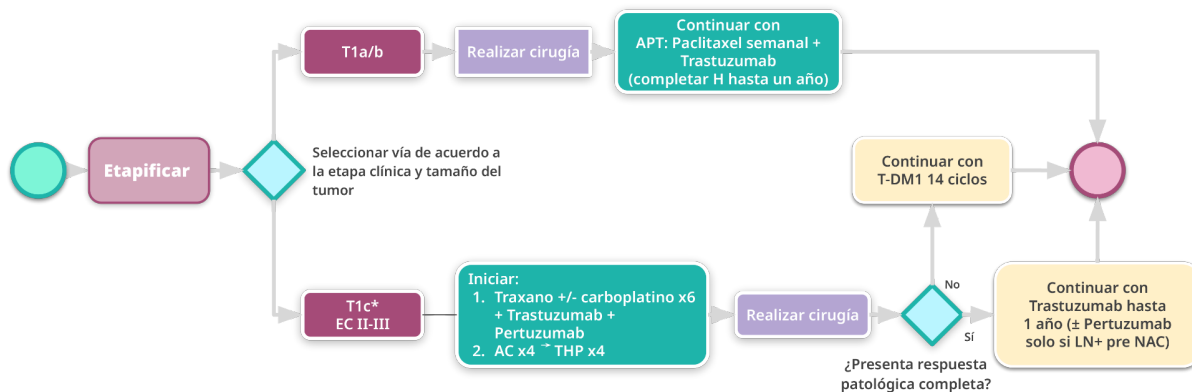 Etapificar
Seleccionar vía de acuerdo a
la etapa clínica y tamaño del
tumor
T1a/b
Realizar cirugía
Continuar con
APT: Paclitaxel semanal +
Trastuzumab
(completar H hasta un año)
T1c*
EC II-III
Iniciar:
1. Traxano +/- carboplatino x6
+ Trastuzumab +
Pertuzumab
2. AC x4 → THP x4
Realizar cirugía
¿Presenta respuesta
patológica completa?
No
Continuar con
T-DM1 14 ciclos
Sí
Continuar con
Trastuzumab hasta
1 año (± Pertuzumab
solo si LN+ pre NAC)